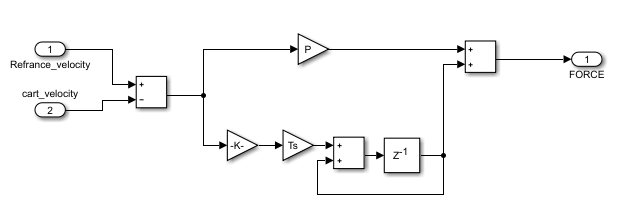 1
Refrance_velocity
cart_velocity
2
+
−
P
-K-
Ts
+
+
Z-1
+
+
1
FORCE